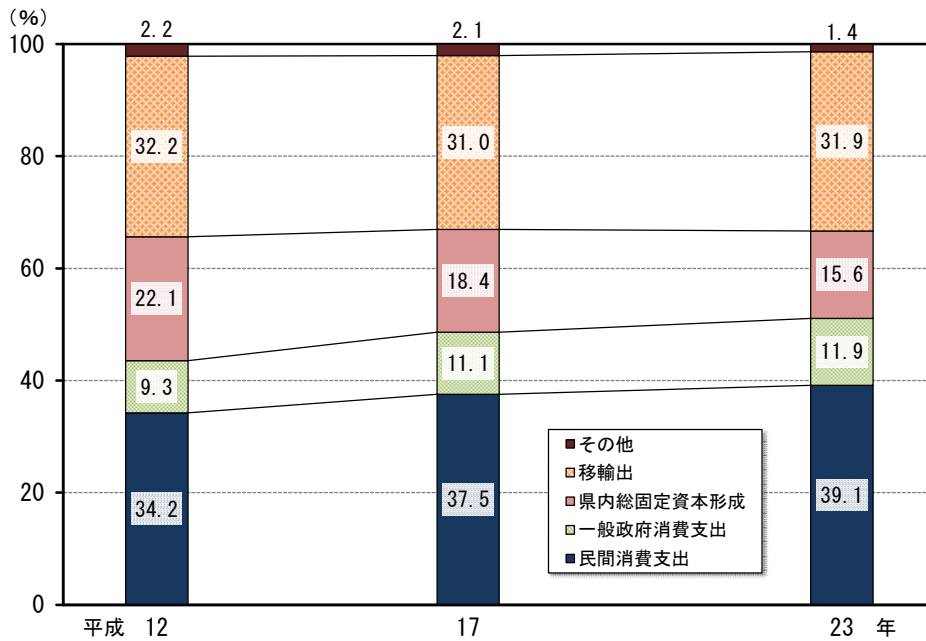 (%)
2.2 2.1 1.4
100
32.2 31.0 31.9
80
60
22.1 18.4 15.6
9.3 11.1 11.9
40
その他
移輸出
県内総固定資本形成
一般政府消費支出
民間消費支出
34.2 37.5 39.1
20
0
平成 12 17 23 年